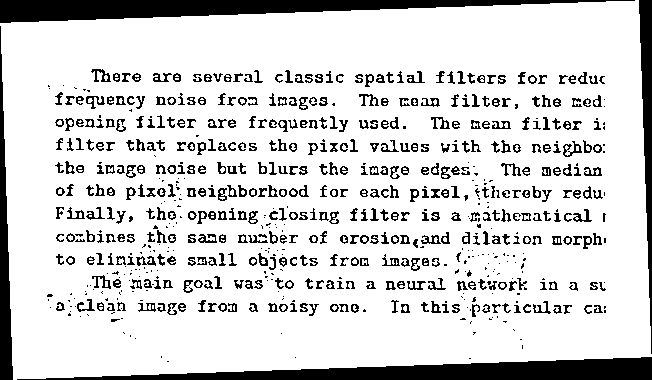 There are several classic spatial filters for reduc
frequency noise from images. The mean filter, the med
opening filter are frequently used. The mean filter i
filter that replaces the pixel values with the neighbo
the image noise but blurs the image edges. The median
of the pixel neighborhood for each pixel, thereby redu
Finally, the opening closing filter is a mathematical
combines the same number of erosion and dilation morph
to eliminate small objects from images.
The main goal was to train a neural network in a su
a clean image from a noisy one. In this particular ca